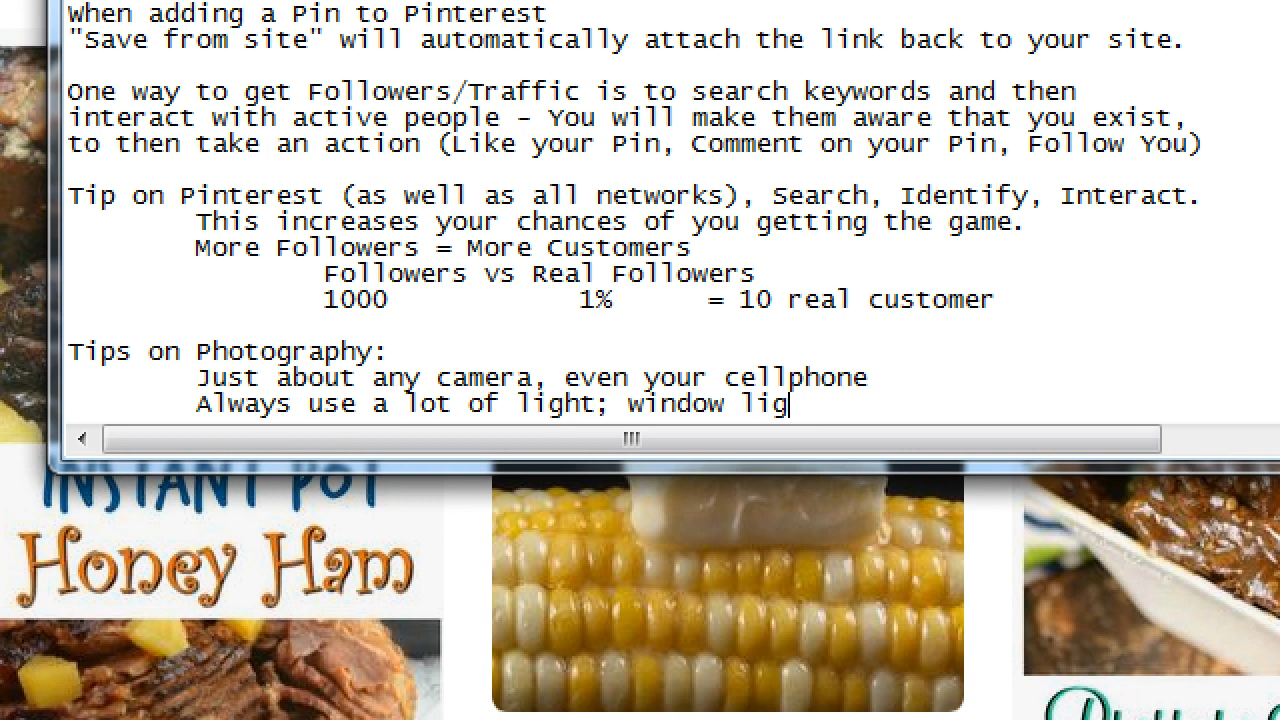 When adding a Pin to Pinterest
"Save from site" will automatically attach the link back to your site.
One way to get Followers/Traffic is to search keywords and then
interact with active people - You will make them aware that you exist,
to then take an action (Like your Pin, Comment on your Pin, Follow You)
Tip on Pinterest (as well as all networks), Search, Identify, Interact.
This increases your chances of you getting the game.
More Followers = More Customers
Followers vs Real Followers
1000 1% = 10 real customer
Tips on Photography:
Just about any camera, even your cellphone
Always use a lot of light; window lig
INSTANT POT
Honey Ham